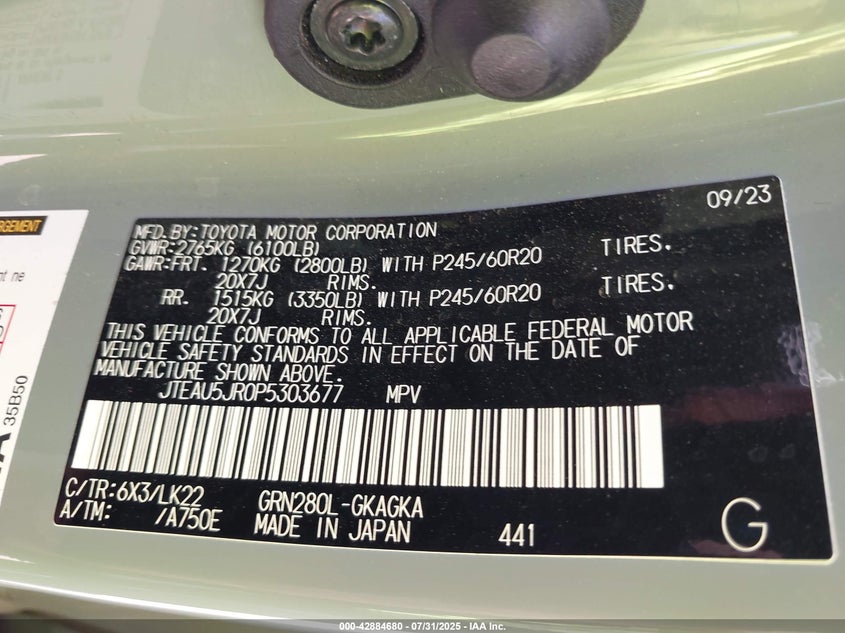 09/23
MFD. BY: TOYOTA MOTOR CORPORATION
GVWR: 2765KG (6100LB)
GAWR: FRT. 1270KG (2800LB) WITH P245/60R20 TIRES.
20X7J RIMS.
RR. 1515KG (3350LB) WITH P245/60R20 TIRES.
20X7J RIMS.
THIS VEHICLE CONFORMS TO ALL APPLICABLE FEDERAL MOTOR
VEHICLE SAFETY STANDARDS IN EFFECT ON THE DATE OF
MANUFACTURE SHOWN ABOVE.
JTEAU5JR0P5303677 MPV
C/TR: 6X3/LK22 GRN280L-GKAGKA
A/TM: /A750E MADE IN JAPAN 441
G
35B50
000-42884680 - 07/31/2025 - IAA Inc.